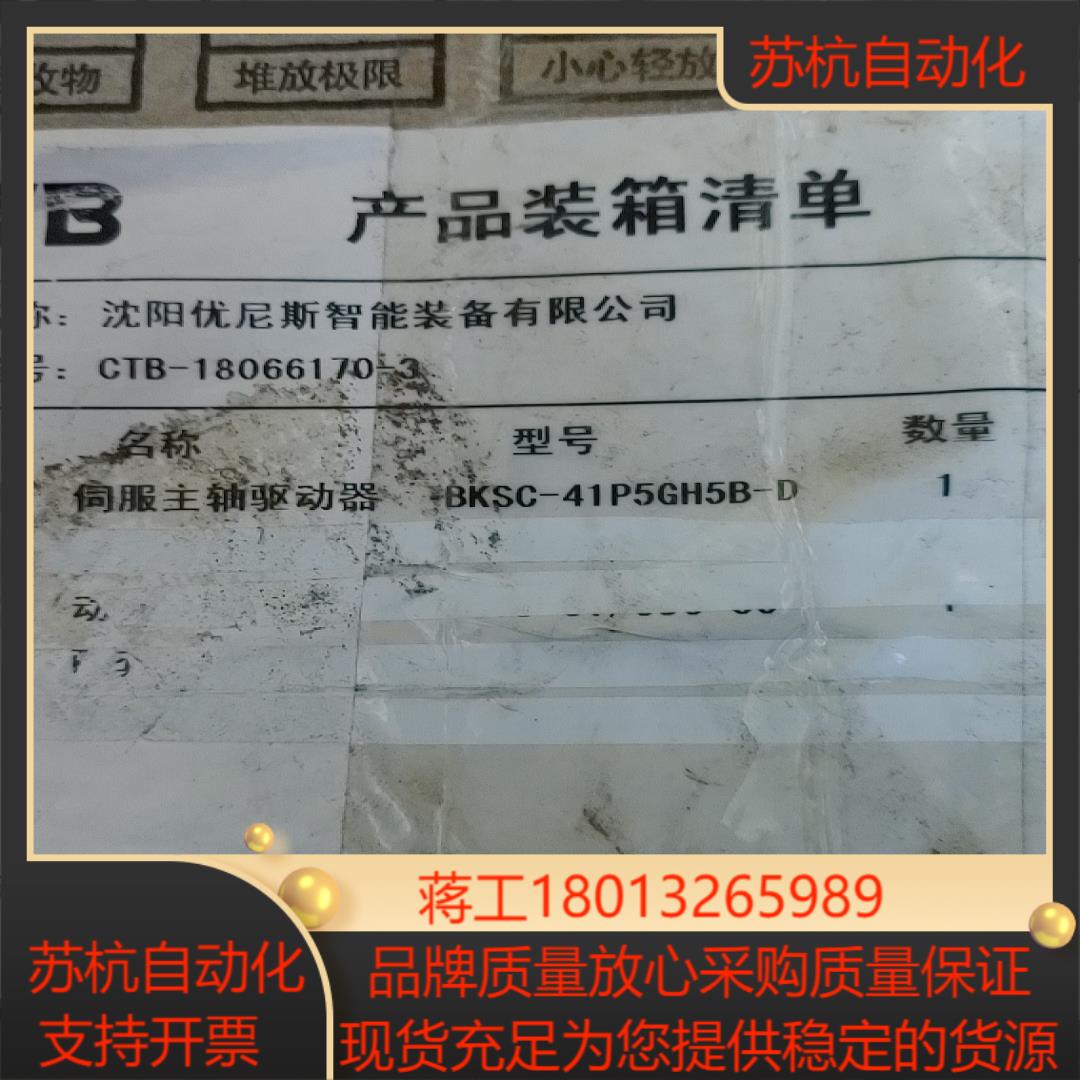 苏杭自动化
收物
堆放极限
小心轻放
TB 产品装箱清单
称：沈阳优尼斯智能装备有限公司
号：CTB-18066170-3
名称 型号 数量
伺服主轴驱动器 BKSC-41P5GH5B-D 1
动
蒋工18013265989
苏杭自动化
支持开票
品牌质量放心采购质量保证
现货充足为您提供稳定的货源